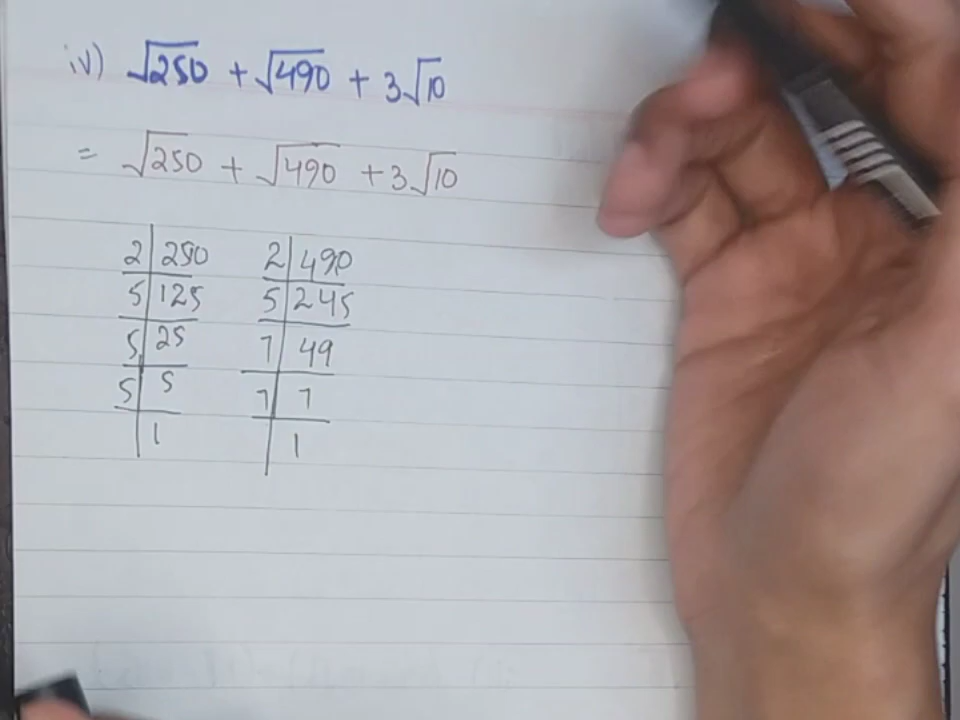 iv) √250 + √490 + 3√10
= √250 + √490 + 3√10
2 | 250 2 | 490
5 | 125 5 | 245
5 | 25 7 | 49
5 | 5 7 | 7
| 1 | 1